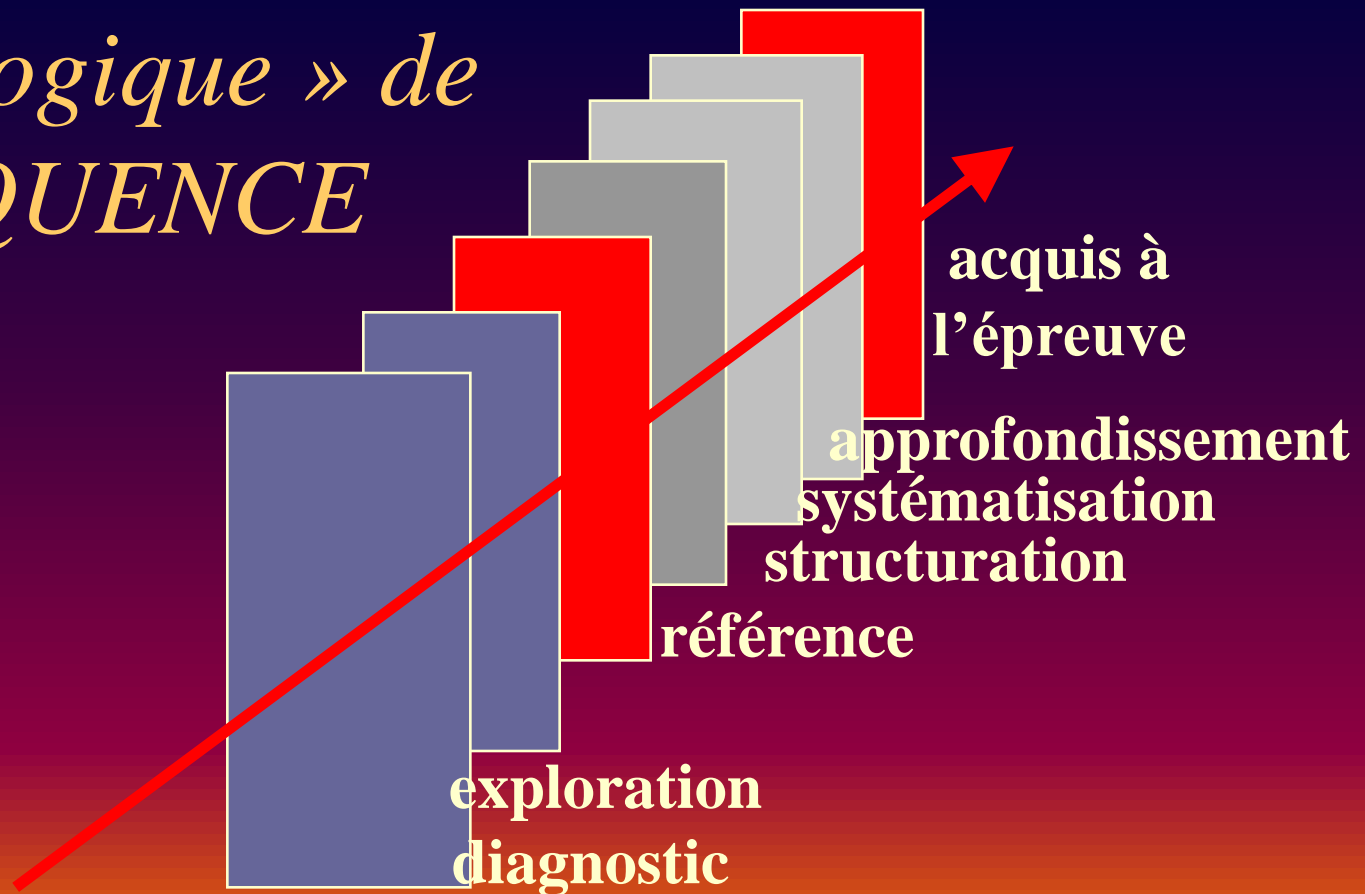 ogique » de
QUENCE
acquis à
l’épreuve
approfondissement
systématisation
structuration
référence
exploration
diagnostic